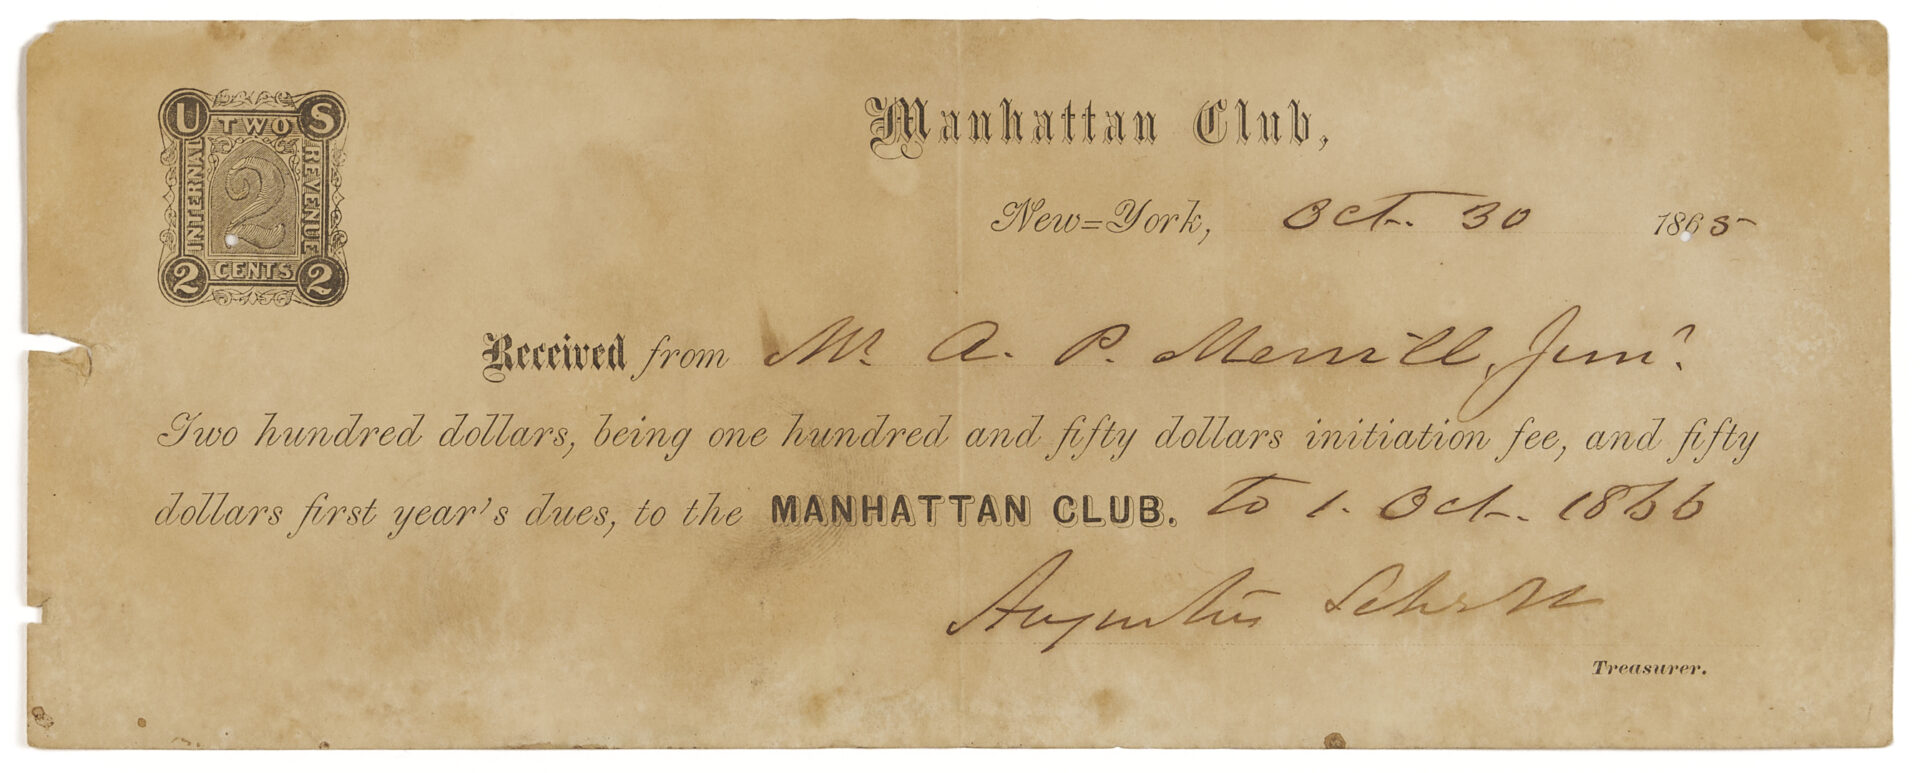 U S
TWO
INTERNAL REVENUE
2
CENTS
2 2
Manhattan Club,
New=York, Oct. 30 1865
Received from Mr. A. P. Merrill, Junr.
Two hundred dollars, being one hundred and fifty dollars initiation fee, and fifty
dollars first year's dues, to the MANHATTAN CLUB. to 1. Oct. 1866
Augustus Schell
Treasurer.